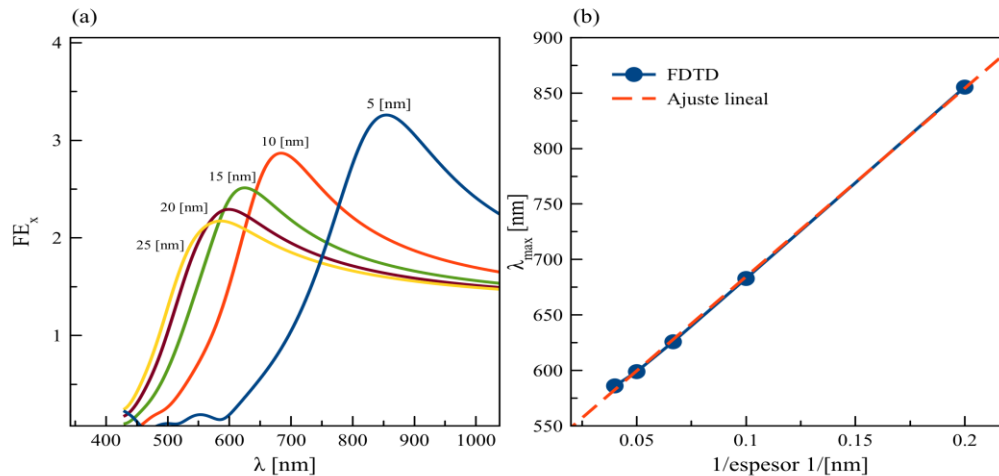 (a)
4
3
2
1
FEx
5 [nm]
10 [nm]
15 [nm]
20 [nm]
25 [nm]
400 500 600 700 800 900 1000
λ [nm]
(b)
900
850
800
750
700
650
600
550
λmax [nm]
FDTD
Ajuste lineal
0.05 0.1 0.15 0.2
1/espesor 1/[nm]